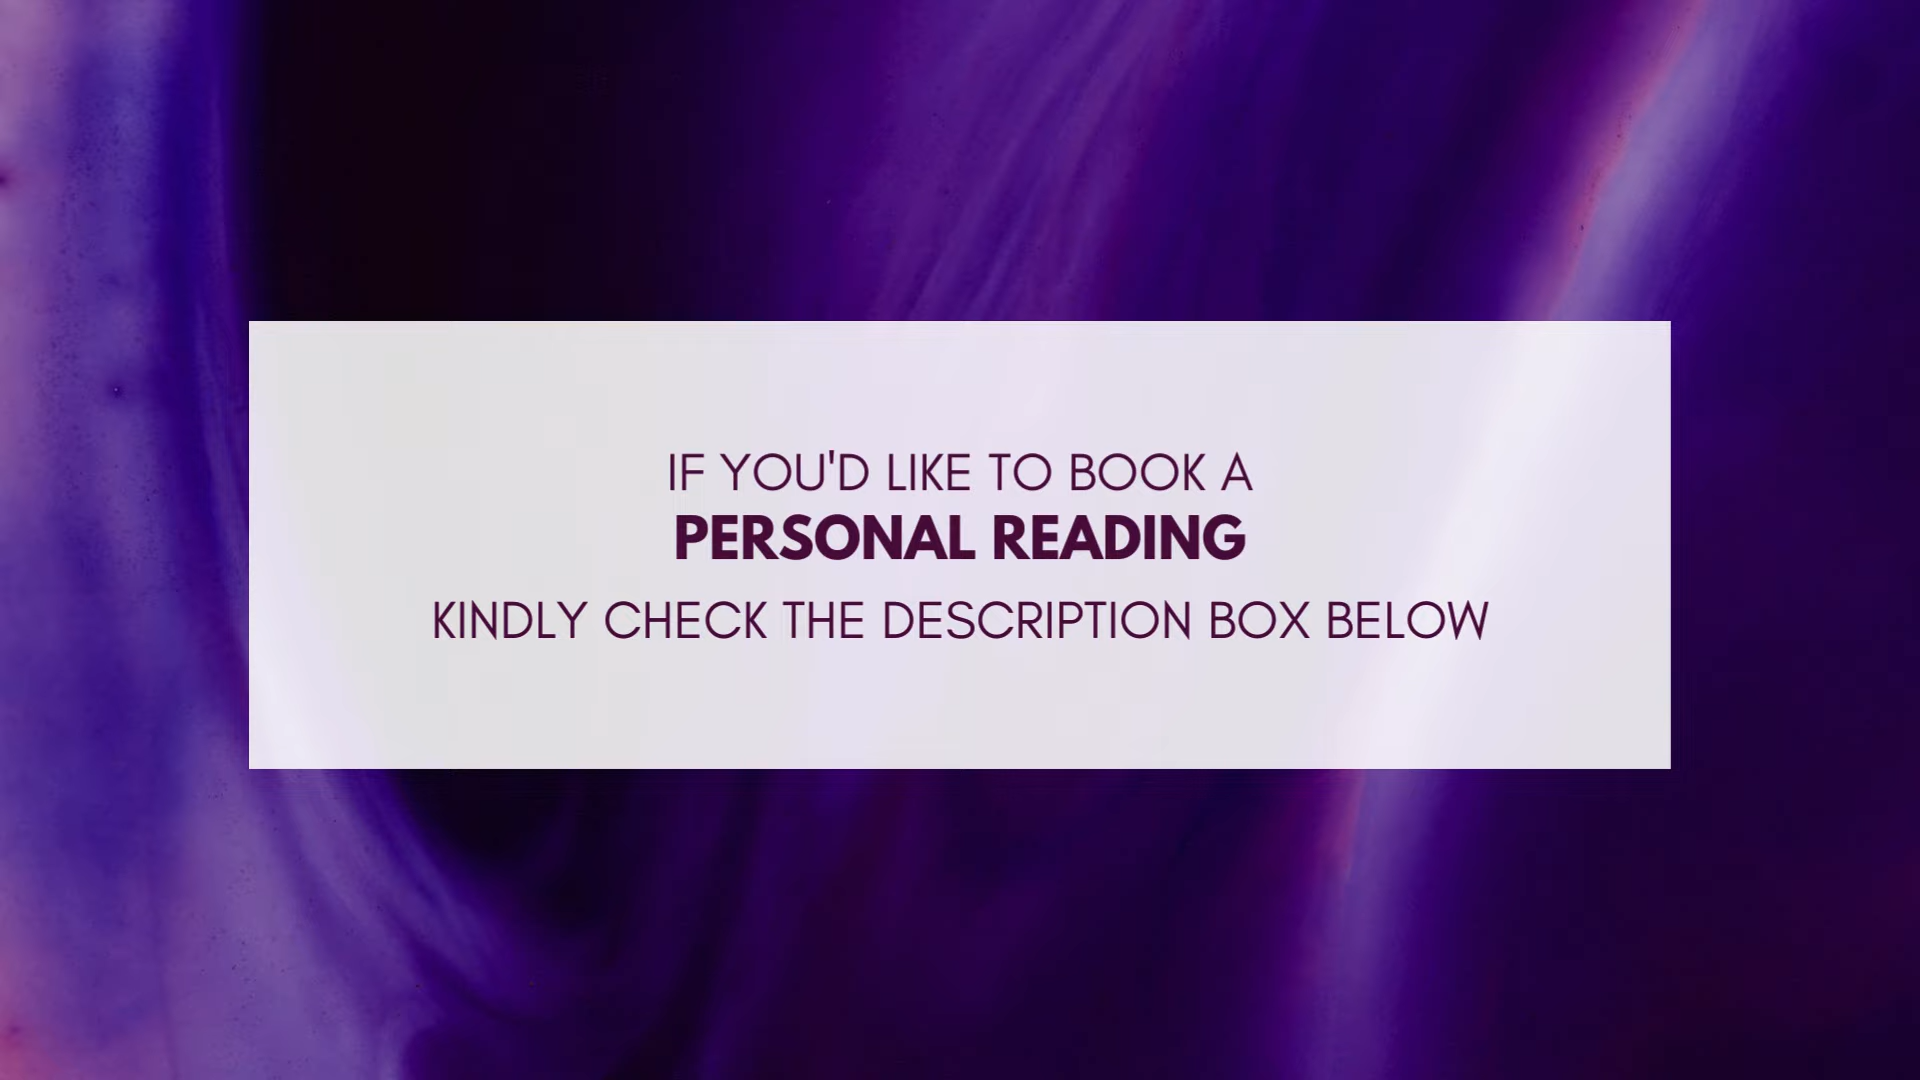 IF YOU'D LIKE TO BOOK A
PERSONAL READING
KINDLY CHECK THE DESCRIPTION BOX BELOW